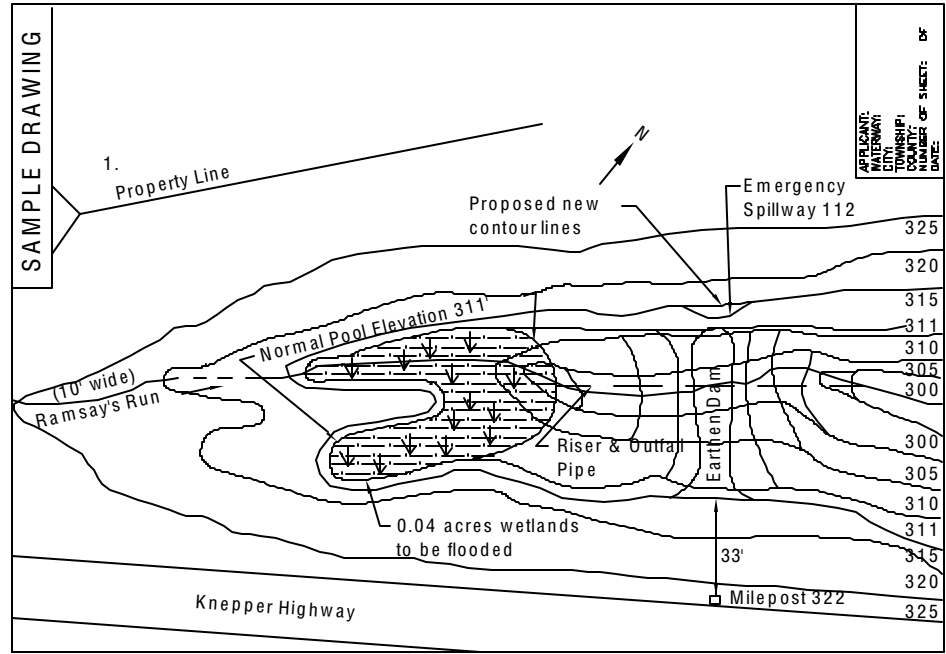 SAMPLE DRAWING
APPLICANT:
WATERWAY:
CITY:
TOWNSHIP:
COUNTY:
NUMBER OF SHEET: OF
DATE:
1.
Property Line
N
Proposed new
contour lines
Emergency
Spillway 112
325
320
315
311
310
305
300
300
305
310
311
315
320
325
Normal Pool Elevation 311'
(10' wide)
Ramsay's Run
Riser & Outfall
Pipe
Earthen Dam
0.04 acres wetlands
to be flooded
33'
Milepost 322
Knepper Highway